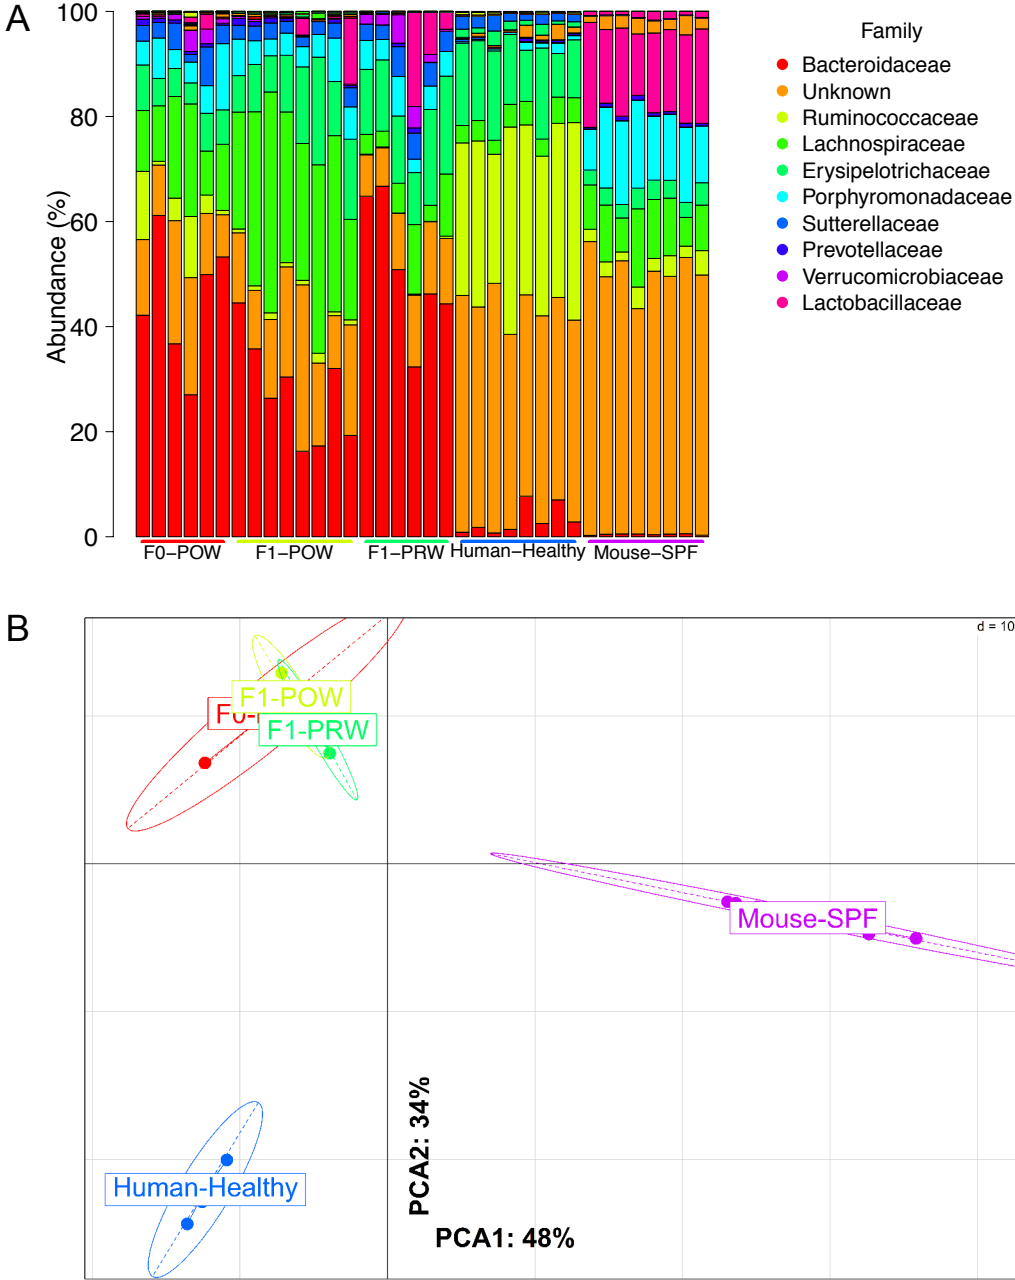 A
100
80
60
40
20
0
Abundance (%)
F0−POW
F1−POW
F1−PRW
Human−Healthy
Mouse−SPF
Family
Bacteroidaceae
Unknown
Ruminococcaceae
Lachnospiraceae
Erysipelotrichaceae
Porphyromonadaceae
Sutterellaceae
Prevotellaceae
Verrucomicrobiaceae
Lactobacillaceae
B
d = 10
F1-POW
F0-
F1-PRW
Mouse-SPF
Human-Healthy
PCA2: 34%
PCA1: 48%